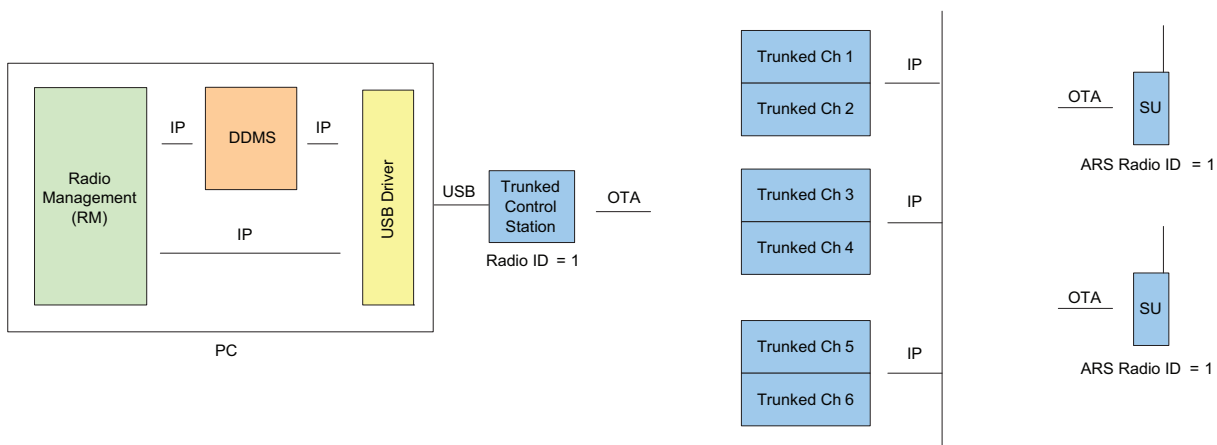 Radio
Management
(RM)
IP
DDMS
IP
IP
USB Driver
PC
USB
Trunked
Control
Station
Radio ID = 1
OTA
Trunked Ch 1
Trunked Ch 2
IP
Trunked Ch 3
Trunked Ch 4
IP
Trunked Ch 5
Trunked Ch 6
IP
OTA
SU
ARS Radio ID = 1
OTA
SU
ARS Radio ID = 1